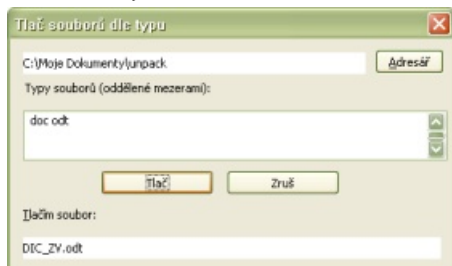 Tlač souborů dle typu
C:\Moje Dokumenty\unpack
Adresář
Typy souborů (oddělené mezerami):
doc odt
Tlač
Zruš
Tlačím soubor:
DIC_ZV.odt